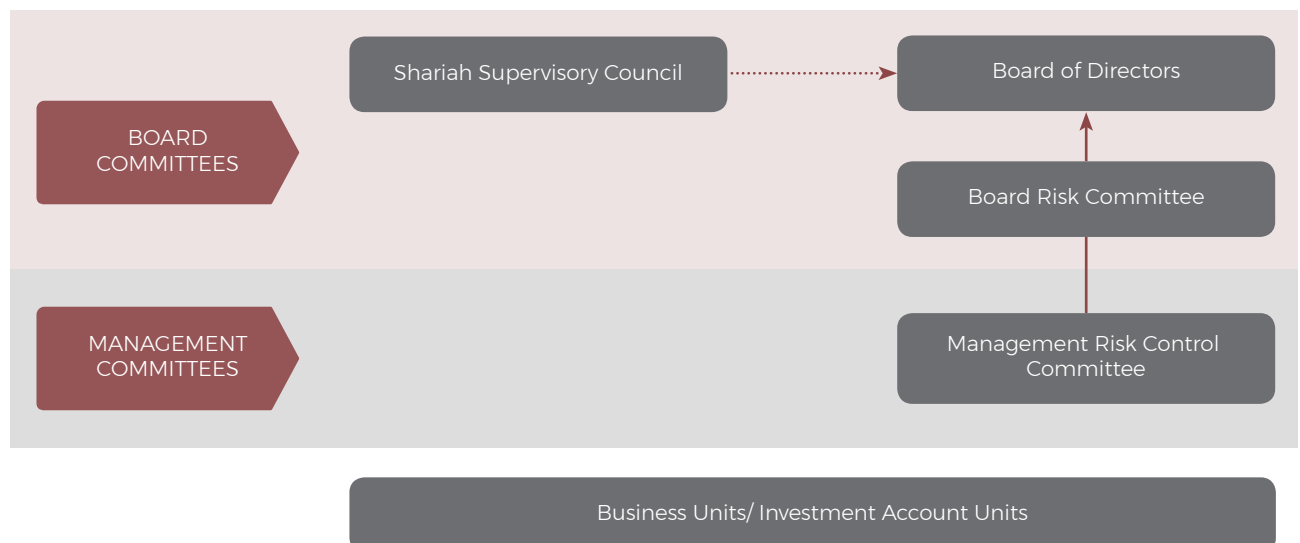 Shariah Supervisory Council
Board of Directors
BOARD
COMMITTEES
Board Risk Committee
MANAGEMENT
COMMITTEES
Management Risk Control
Committee
Business Units/ Investment Account Units